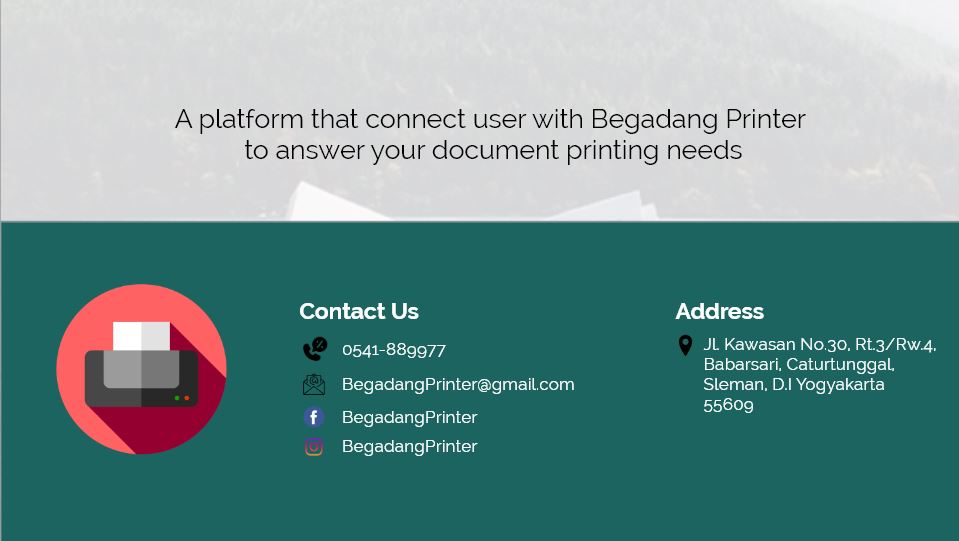 A platform that connect user with Begadang Printer
to answer your document printing needs
Contact Us
0541-889977
BegadangPrinter@gmail.com
BegadangPrinter
BegadangPrinter
Address
Jl. Kawasan No.30, Rt.3/Rw.4,
Babarsari, Caturtunggal,
Sleman, D.I Yogyakarta
55609